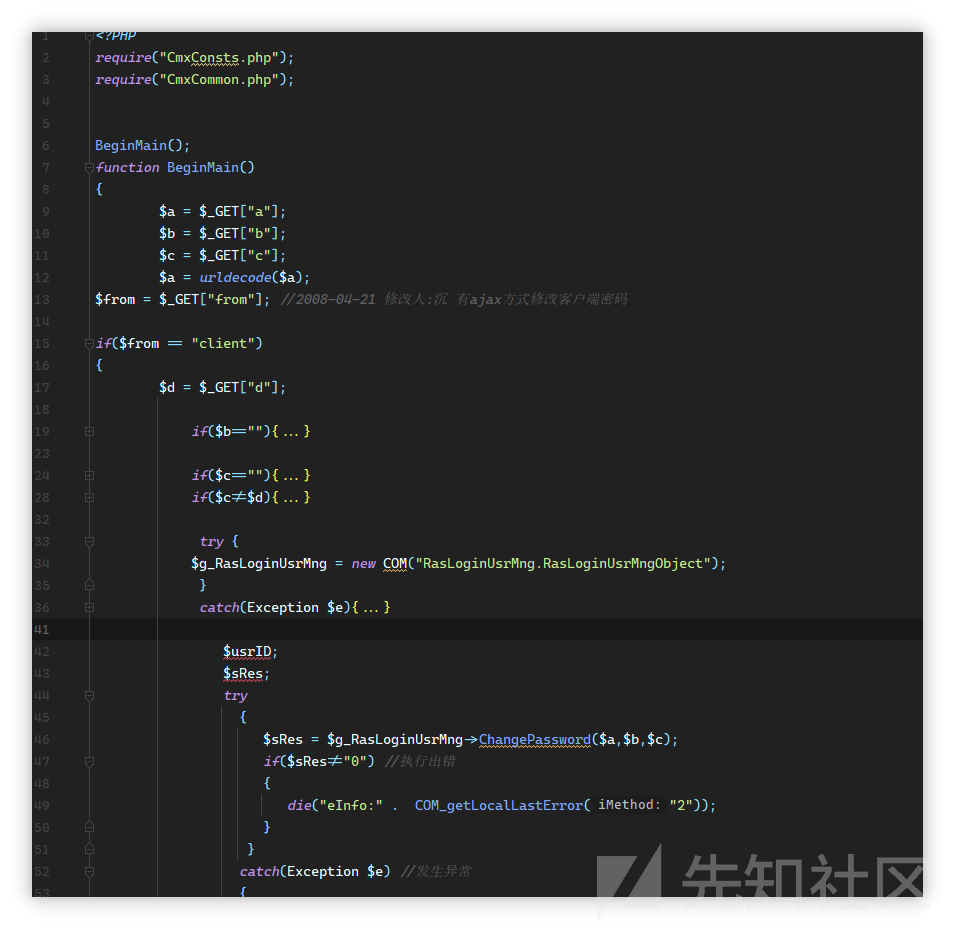 1 <?PHP
2 require("CmxConsts.php");
3 require("CmxCommon.php");
4
5
6 BeginMain();
7 function BeginMain()
8 {
9 $a = $_GET["a"];
10 $b = $_GET["b"];
11 $c = $_GET["c"];
12 $a = urldecode($a);
13 $from = $_GET["from"]; //2008-04-21 修改人:沉 有ajax方式修改客户端密码
14
15 if($from == "client")
16 {
17 $d = $_GET["d"];
18
19 if($b==""){...}
23
24 if($c==""){...}
28 if($c≠$d){...}
32
33 try {
34 $g_RasLoginUsrMng = new COM("RasLoginUsrMng.RasLoginUsrMngObject");
35 }
36 catch(Exception $e){...}
41
42 $usrID;
43 $sRes;
44 try
45 {
46 $sRes = $g_RasLoginUsrMng->ChangePassword($a,$b,$c);
47 if($sRes≠"0") //执行出错
48 {
49 die("eInfo:" . COM_getLocalLastError( iMethod: "2"));
50 }
51 }
52 catch(Exception $e) //发生异常
53 {
先知社区